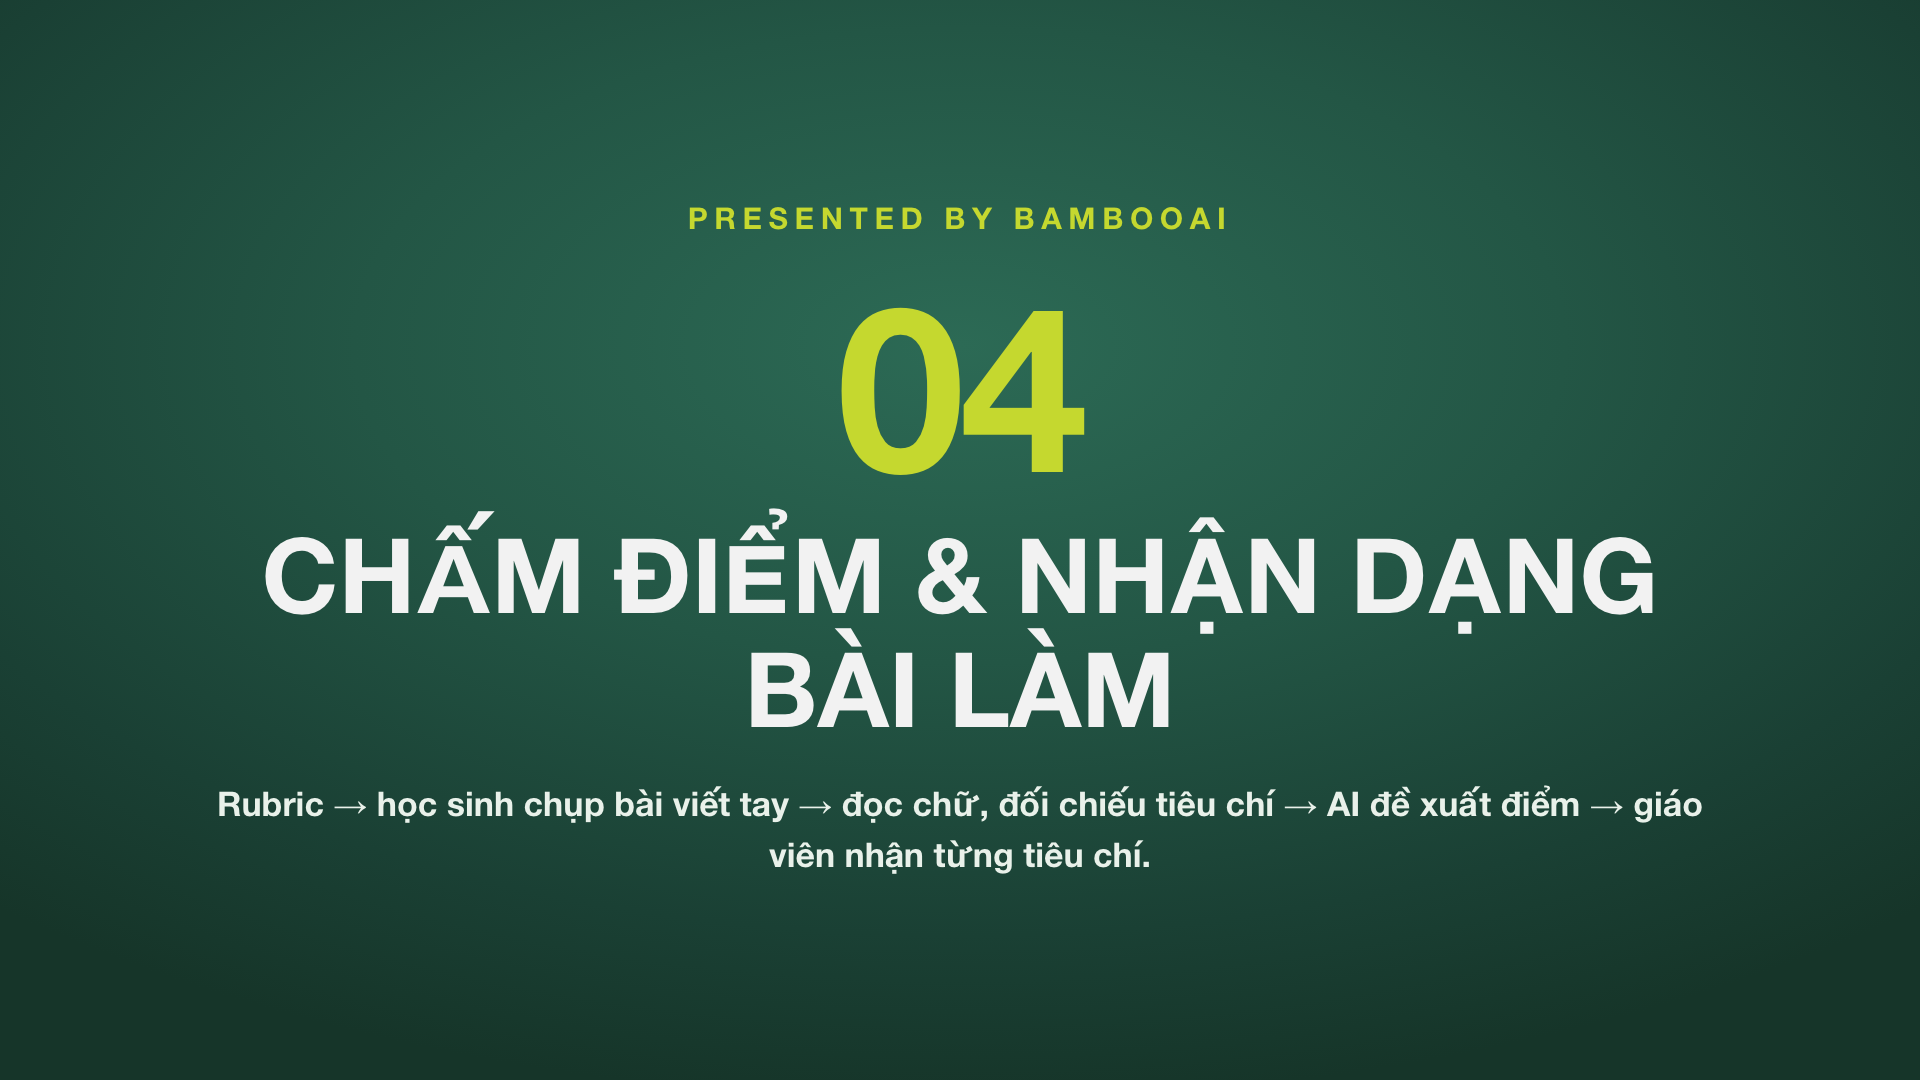 PRESENTED BY BAMBOOAI
04
CHẤM ĐIỂM & NHẬN DẠNG
BÀI LÀM
Rubric → học sinh chụp bài viết tay → đọc chữ, đối chiếu tiêu chí → AI đề xuất điểm → giáo
viên nhận từng tiêu chí.